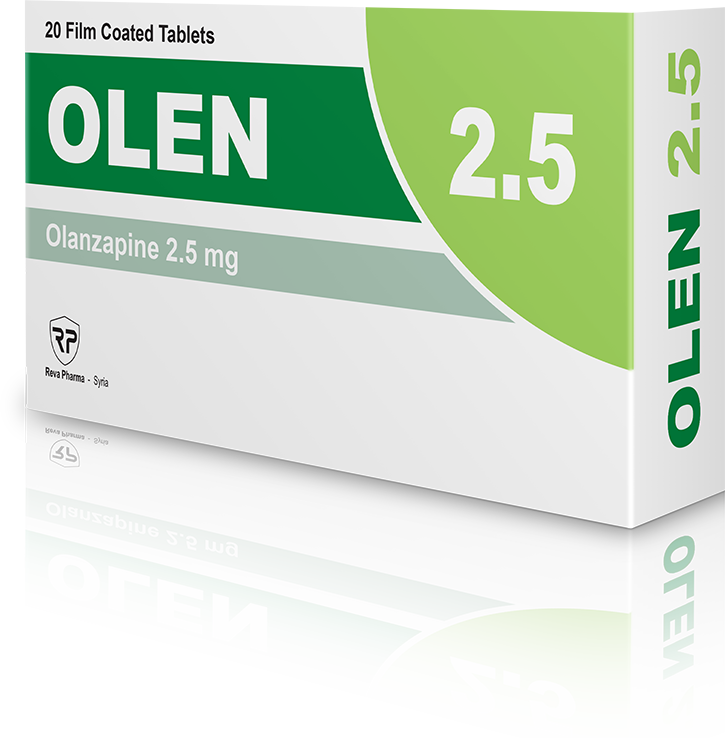 20 Film Coated Tablets
OLEN
2.5
Olanzapine 2.5 mg
RP
Reva Pharma - Syria
OLEN 2.5